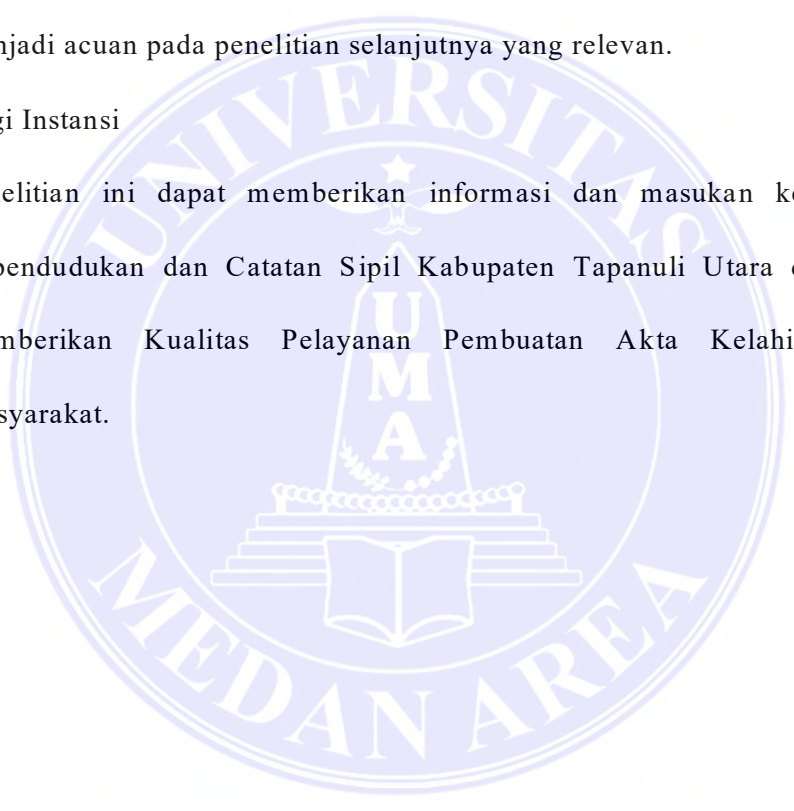 njadi acuan pada penelitian selanjutnya yang relevan.
gi Instansi
elitian ini dapat memberikan informasi dan masukan ke
pendudukan dan Catatan Sipil Kabupaten Tapanuli Utara
mberikan Kualitas Pelayanan Pembuatan Akta Kelahi
syarakat.
UNIVERSITAS
UMA
MEDAN AREA